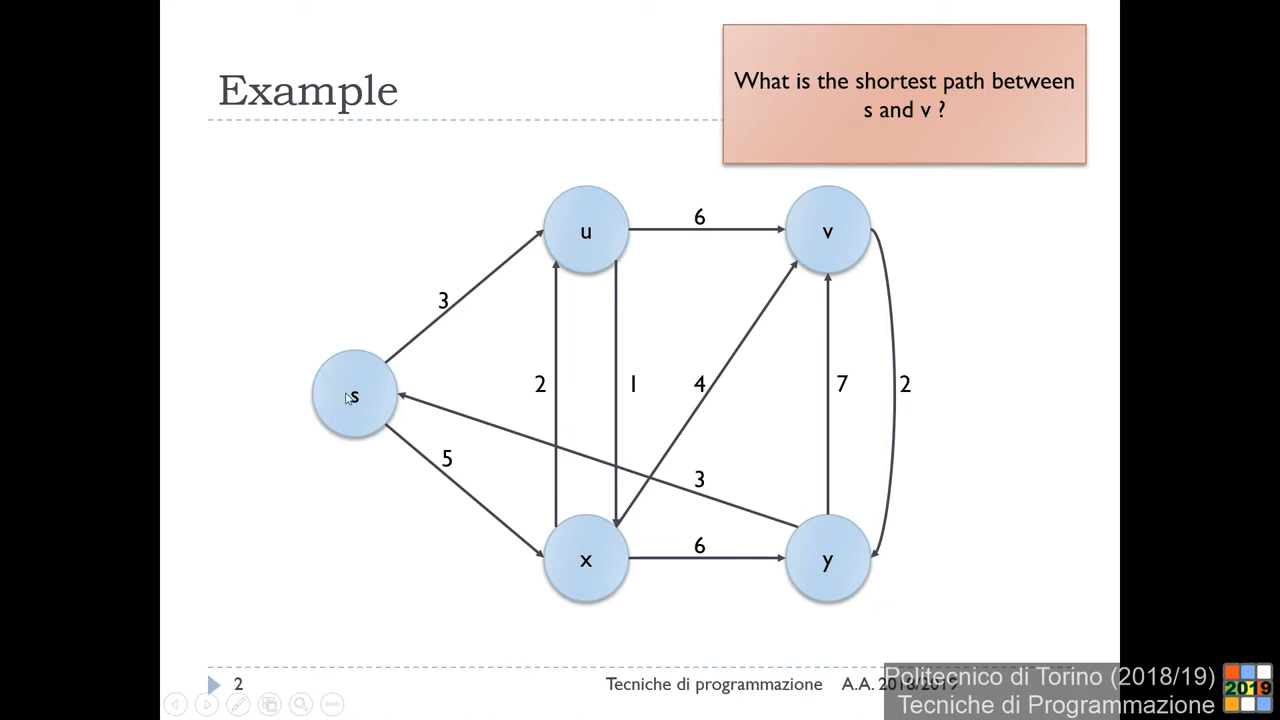 Example
What is the shortest path between
s and v ?
u
6
v
3
s
2
1
4
7
2
5
3
x
6
y
2
Tecniche di programmazione A.A. 2018/2019
Politecnico di Torino (2018/19)
Tecniche di Programmazione
2019